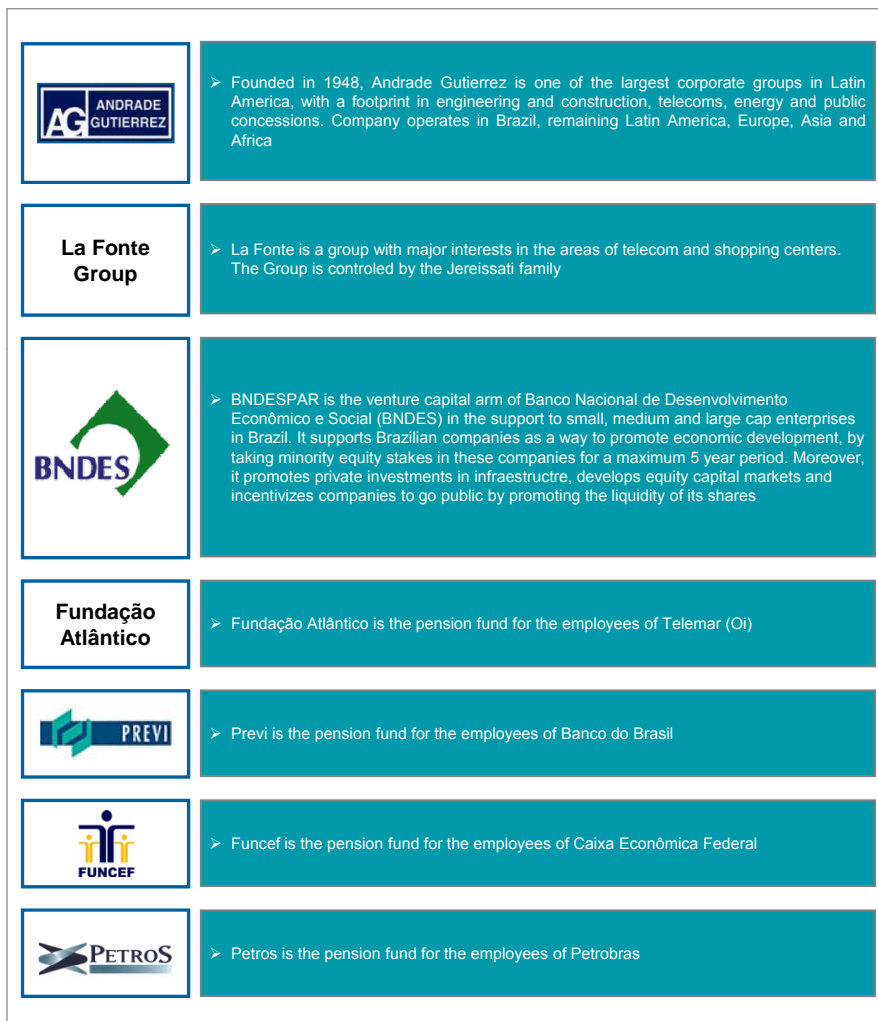 AG ANDRADE
GUTIERREZ
➢ Founded in 1948, Andrade Gutierrez is one of the largest corporate groups in Latin
America, with a footprint in engineering and construction, telecoms, energy and public
concessions. Company operates in Brazil, remaining Latin America, Europe, Asia and
Africa
La Fonte
Group
➢ La Fonte is a group with major interests in the areas of telecom and shopping centers.
The Group is controled by the Jereissati family
BNDES
➢ BNDESPAR is the venture capital arm of Banco Nacional de Desenvolvimento
Econômico e Social (BNDES) in the support to small, medium and large cap enterprises
in Brazil. It supports Brazilian companies as a way to promote economic development, by
taking minority equity stakes in these companies for a maximum 5 year period. Moreover,
it promotes private investments in infraestructre, develops equity capital markets and
incentivizes companies to go public by promoting the liquidity of its shares
Fundação
Atlântico
➢ Fundação Atlântico is the pension fund for the employees of Telemar (Oi)
PREVI
➢ Previ is the pension fund for the employees of Banco do Brasil
FUNCEF
➢ Funcef is the pension fund for the employees of Caixa Econômica Federal
PETROS
➢ Petros is the pension fund for the employees of Petrobras